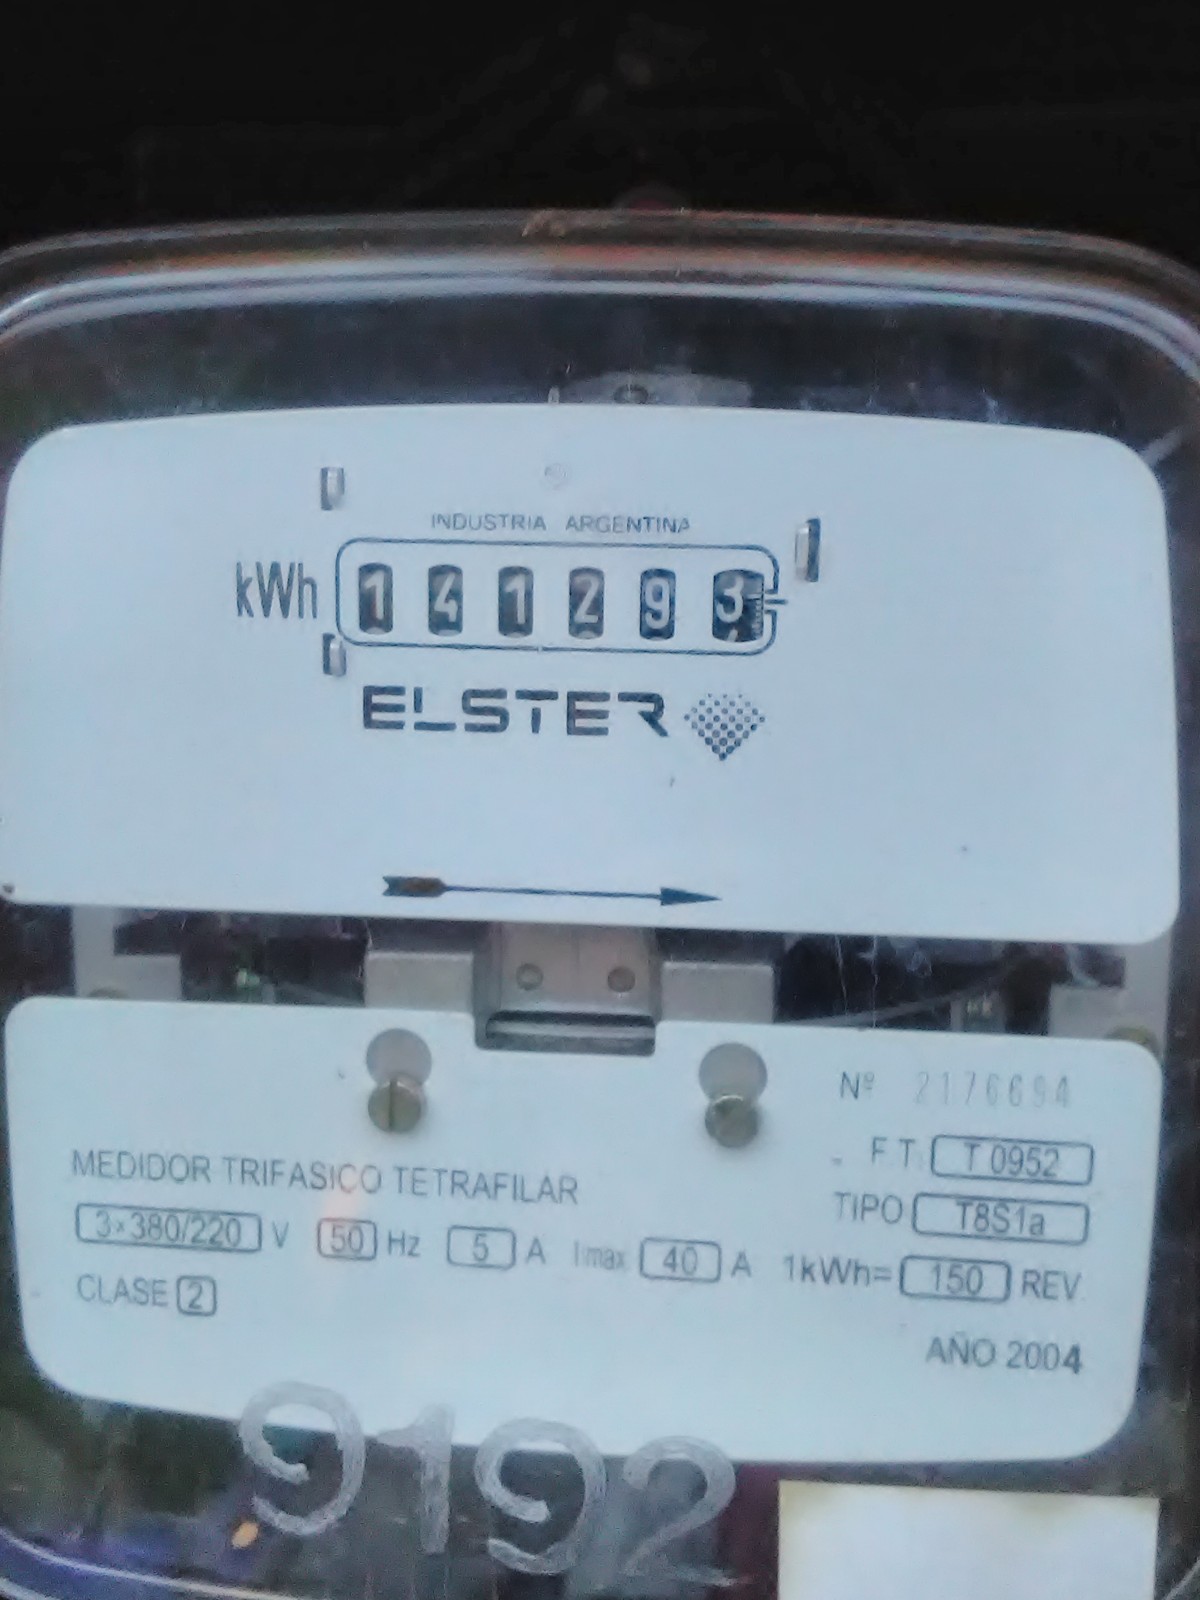 INDUSTRIA ARGENTINA
kWh 1 4 1 2 9 3
ELSTER
Nº 2176694
F.T. T 0952
MEDIDOR TRIFASICO TETRAFILAR
TIPO T8S1a
3x380/220 V 50 Hz 5 A Imax 40 A 1kWh= 150 REV
CLASE 2
AÑO 2004
9192